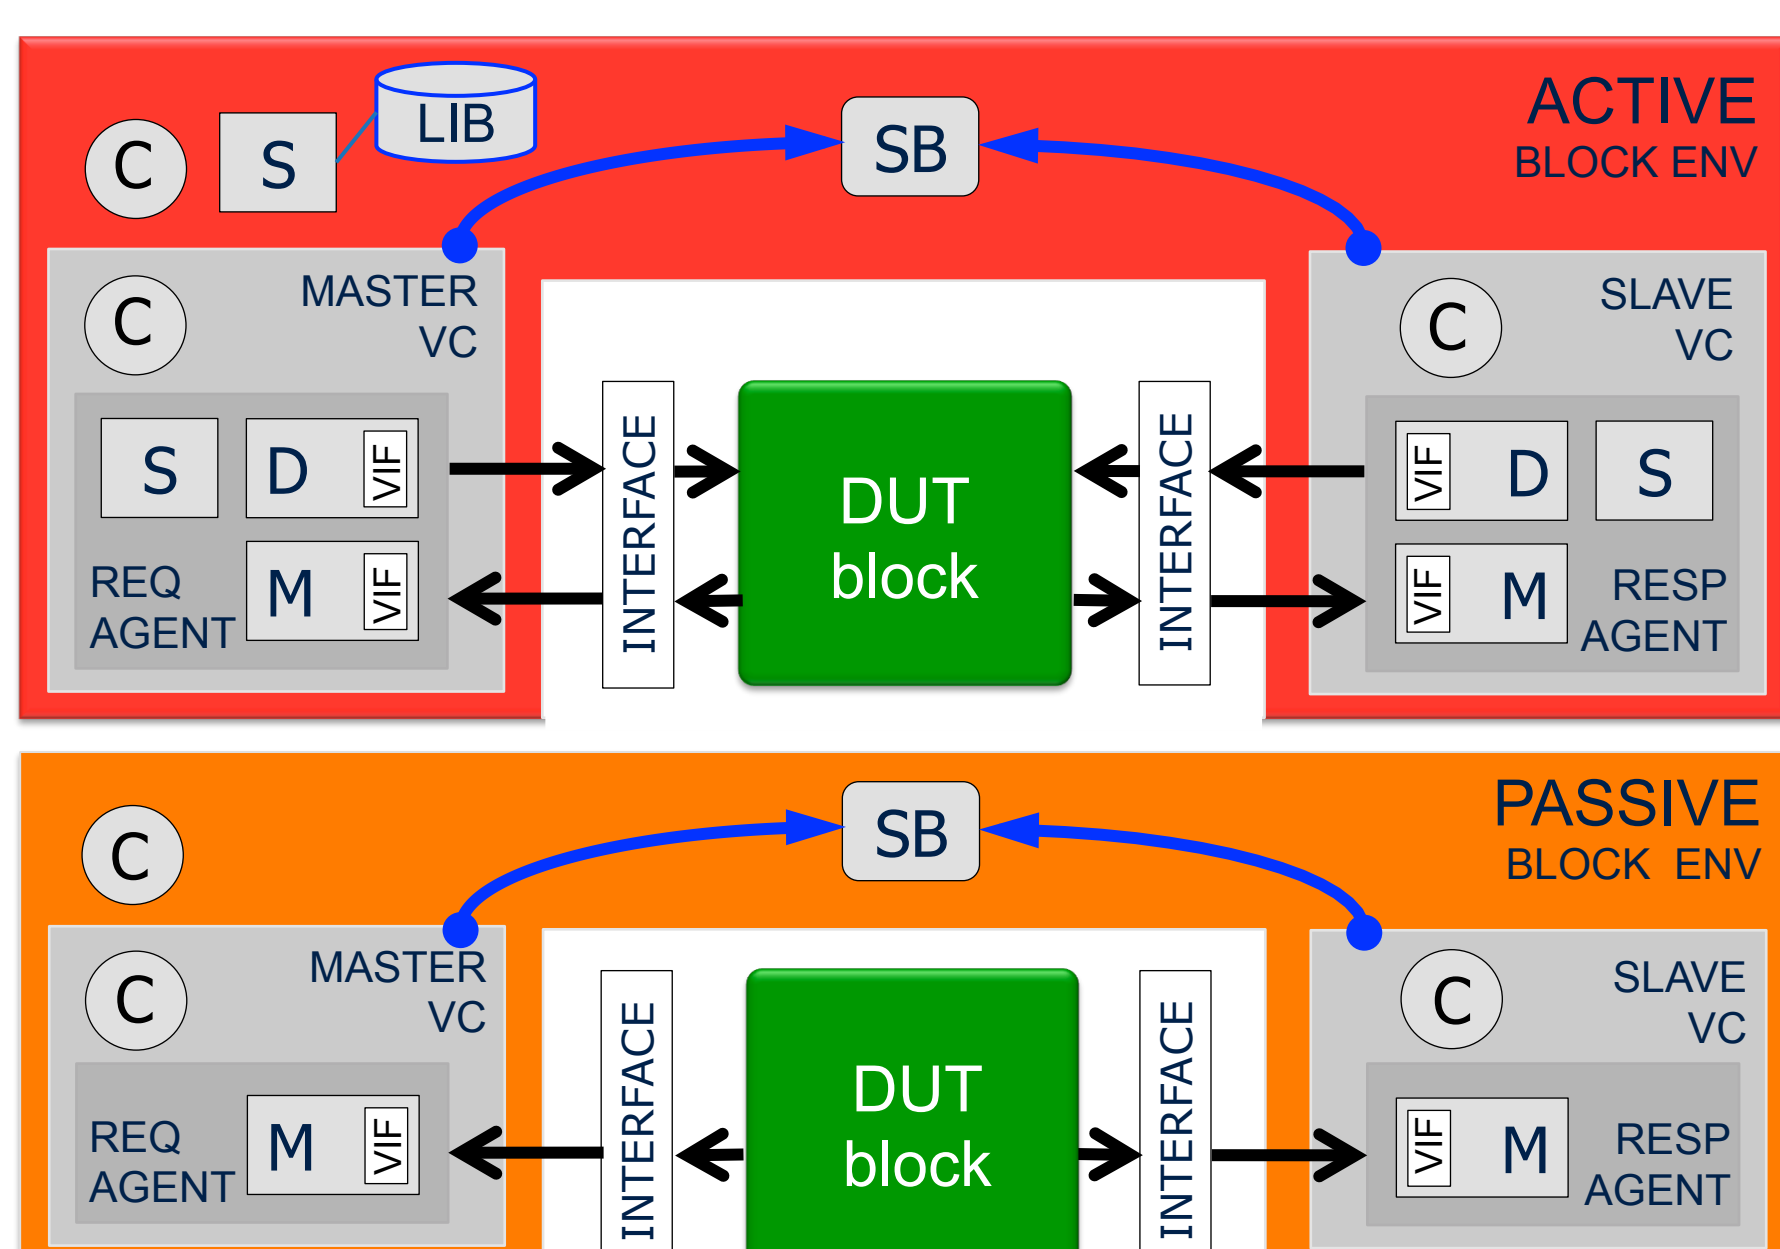 ACTIVE
BLOCK ENV
C
S
LIB
SB
C
MASTER
VC
S
D
VIF
REQ
AGENT
M
VIF
INTERFACE
DUT
block
INTERFACE
C
SLAVE
VC
VIF
D
S
VIF
M
RESP
AGENT
PASSIVE
BLOCK ENV
C
SB
C
MASTER
VC
REQ
AGENT
M
VIF
INTERFACE
DUT
block
INTERFACE
C
SLAVE
VC
VIF
M
RESP
AGENT